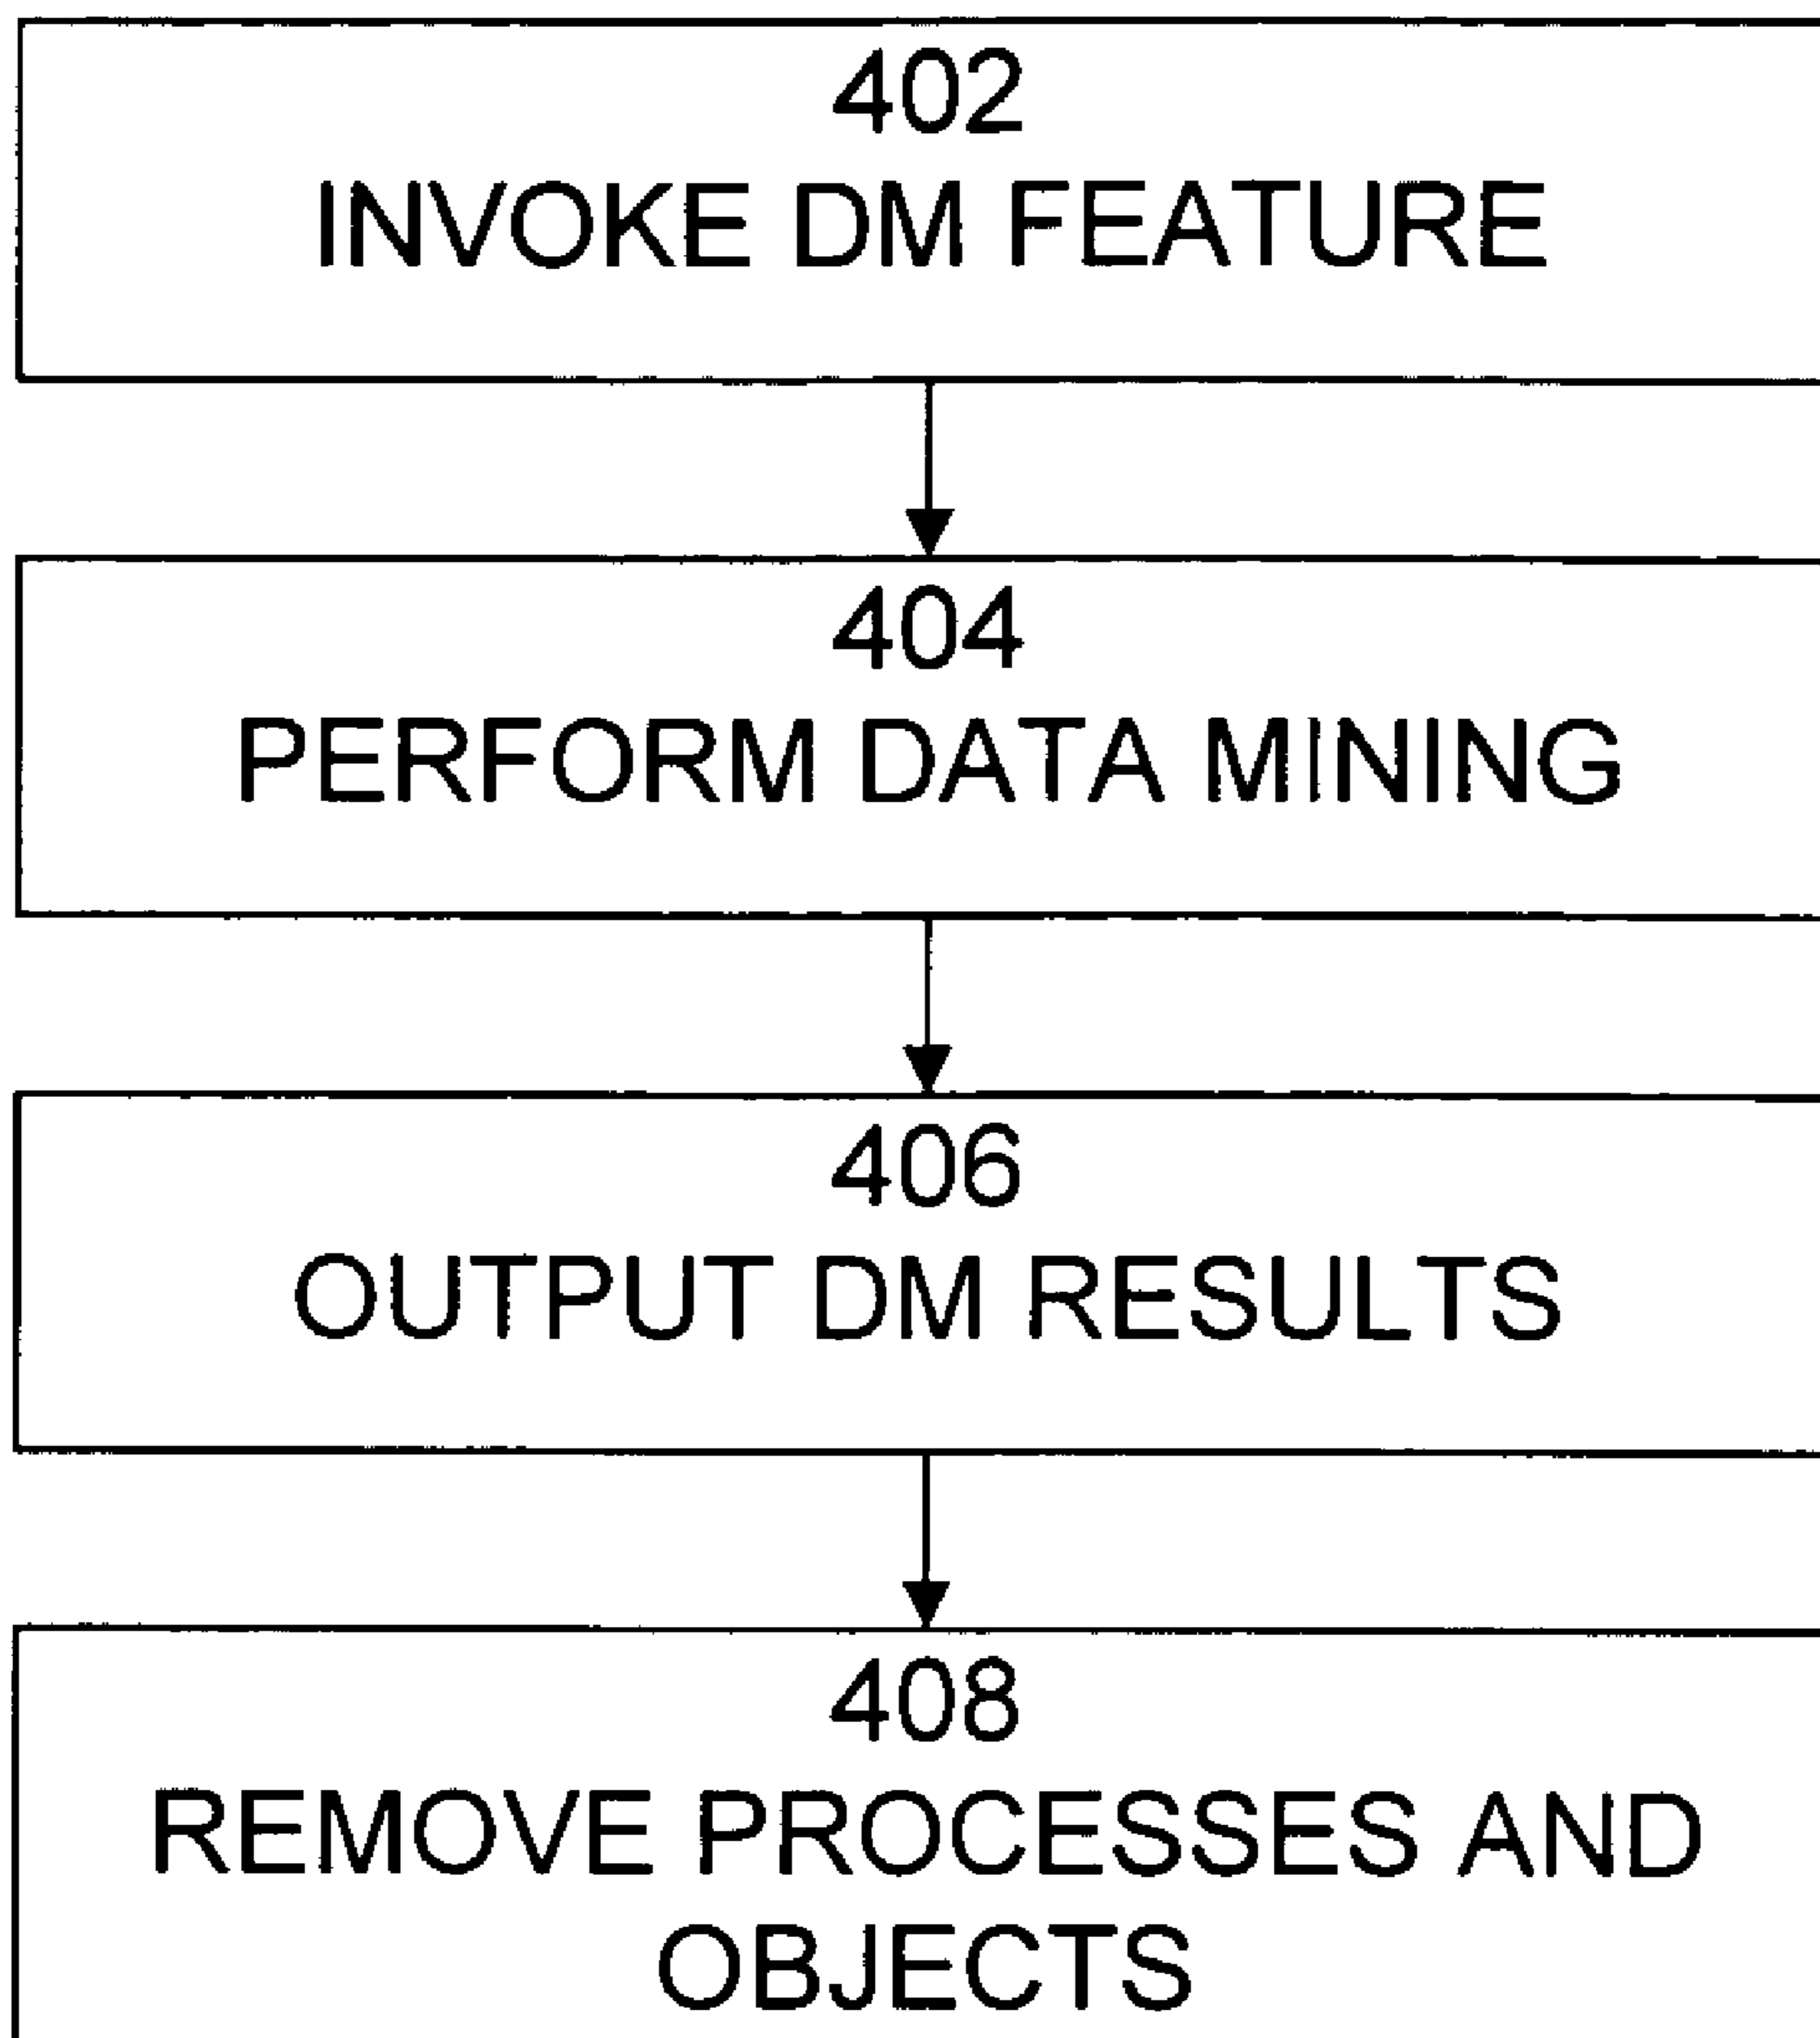 402
INVOKE DM FEATURE
404
PERFORM DATA MINING
406
OUTPUT DM RESULTS
408
REMOVE PROCESSES AND
OBJECTS